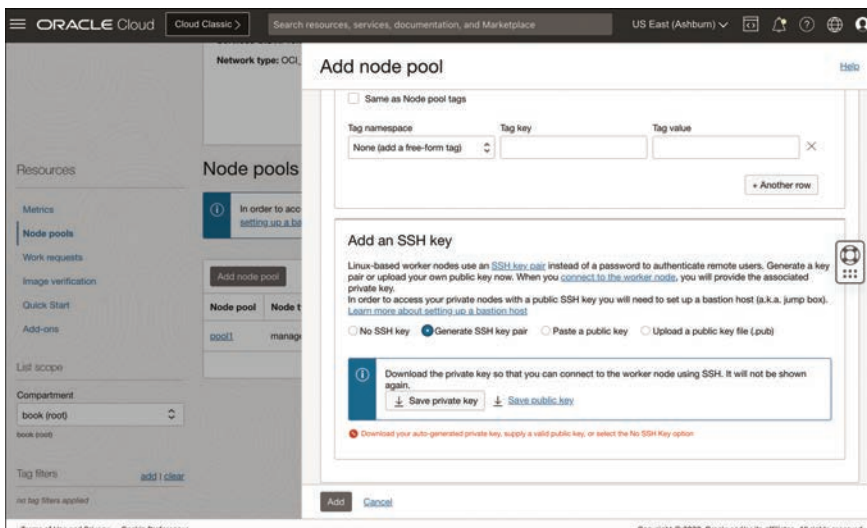 ORACLE Cloud
Cloud Classic >
Search resources, services, documentation, and Marketplace
US East (Ashburn)
Network type: OCI_
Resources
Metrics
Node pools
Work requests
Image verification
Quick Start
Add-ons
List scope
Compartment
book (root)
book (root)
Tag filters
add | clear
no tag filters applied
Node pools
In order to acc
setting up a ba
Add node pool
Node pool
Node t
pool1
manage
Add node pool
Help
Same as Node pool tags
Tag namespace
Tag key
Tag value
None (add a free-form tag)
+ Another row
Add an SSH key
Linux-based worker nodes use an SSH key pair instead of a password to authenticate remote users. Generate a key
pair or upload your own public key now. When you connect to the worker node, you will provide the associated
private key.
In order to access your private nodes with a public SSH key you will need to set up a bastion host (a.k.a. jump box).
Learn more about setting up a bastion host
No SSH key
Generate SSH key pair
Paste a public key
Upload a public key file (.pub)
Download the private key so that you can connect to the worker node using SSH. It will not be shown
again.
Save private key
Save public key
Download your auto-generated private key, supply a valid public key, or select the No SSH Key option
Add
Cancel